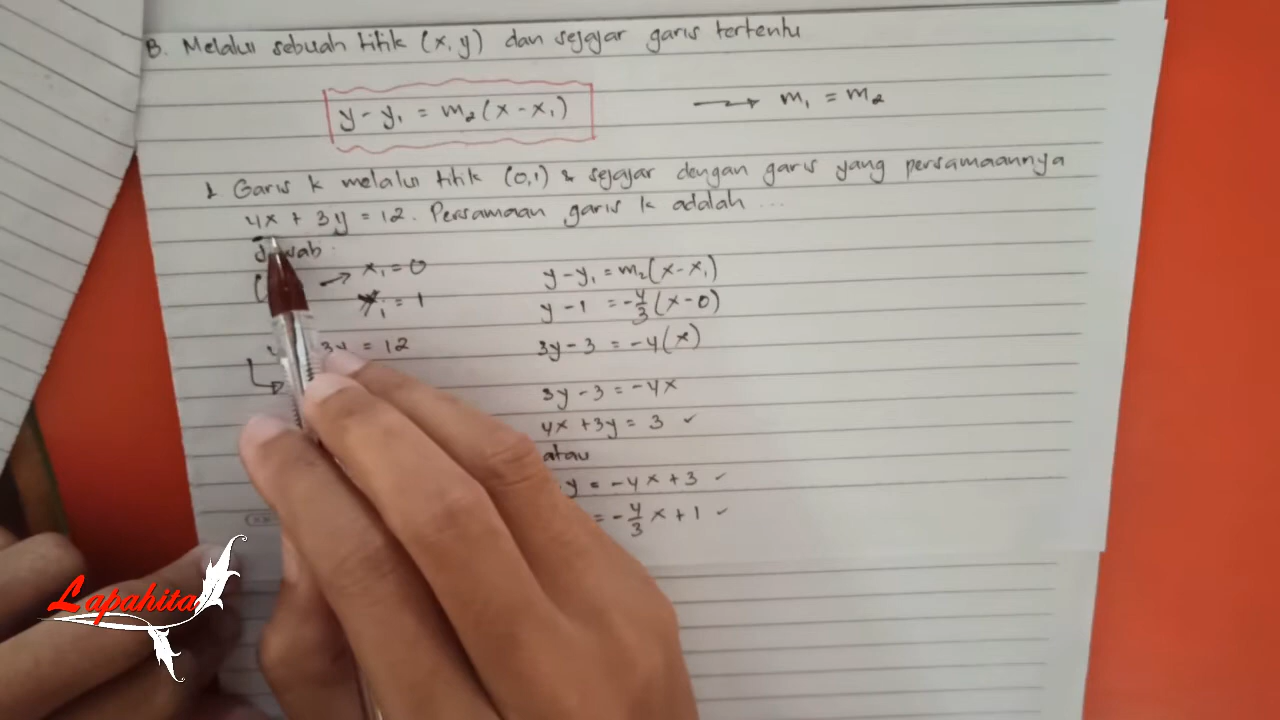 B. Melalui sebuah titik (x, y) dan sejajar garis tertentu
y - y₁ = m₂ (x - x₁)
→ m₁ = m₂
1 Garis k melalui titik (0,1) & sejajar dengan garis yang persamaannya
4x + 3y = 12. Persamaan garis k adalah ...
Jawab.
→ x₁ = 0
₁ = 1
3y = 12
y - y₁ = m₂(x - x₁)
y - 1 = -4/3 (x - 0)
3y - 3 = -4(x)
3y - 3 = -4x
4x + 3y = 3 ✓
atau
y = -4x + 3 ✓
= -4/3 x + 1 ✓
Lapahita